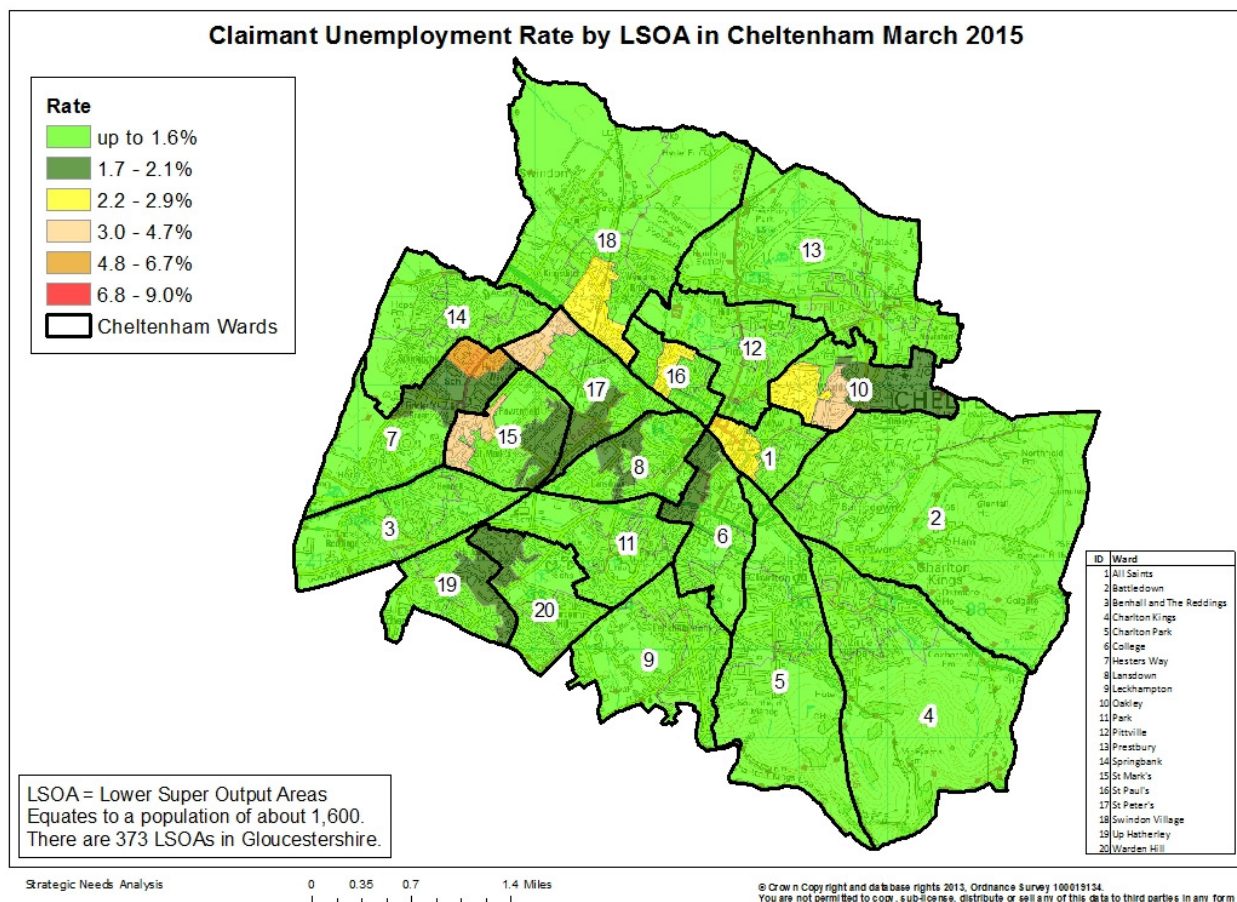 Claimant Unemployment Rate by LSOA in Cheltenham March 2015
Rate
up to 1.6%
1.7 - 2.1%
2.2 - 2.9%
3.0 - 4.7%
4.8 - 6.7%
6.8 - 9.0%
Cheltenham Wards
Swindon
13
18
14
12
16
10
17
15
7
1
8
2
3
6
11
Charlton
Kings
19
20
9
5
4
ID Ward
1 All Saints
2 Battledown
3 Benhall and The Reddings
4 Charlton Kings
5 Charlton Park
6 College
7 Hesters Way
8 Lansdown
9 Leckhampton
10 Oakley
11 Park
12 Pittville
13 Prestbury
14 Springbank
15 St Mark's
16 St Paul's
17 St Peter's
18 Swindon Village
19 Up Hatherley
20 Warden Hill
LSOA = Lower Super Output Areas
Equates to a population of about 1,600.
There are 373 LSOAs in Gloucestershire.
Strategic Needs Analysis
0 0.35 0.7 1.4 Miles
© Crown Copyright and database rights 2013, Ordnance Survey 100019134.
You are not permitted to copy, sub-license, distribute or sell any of this data to third parties in any form